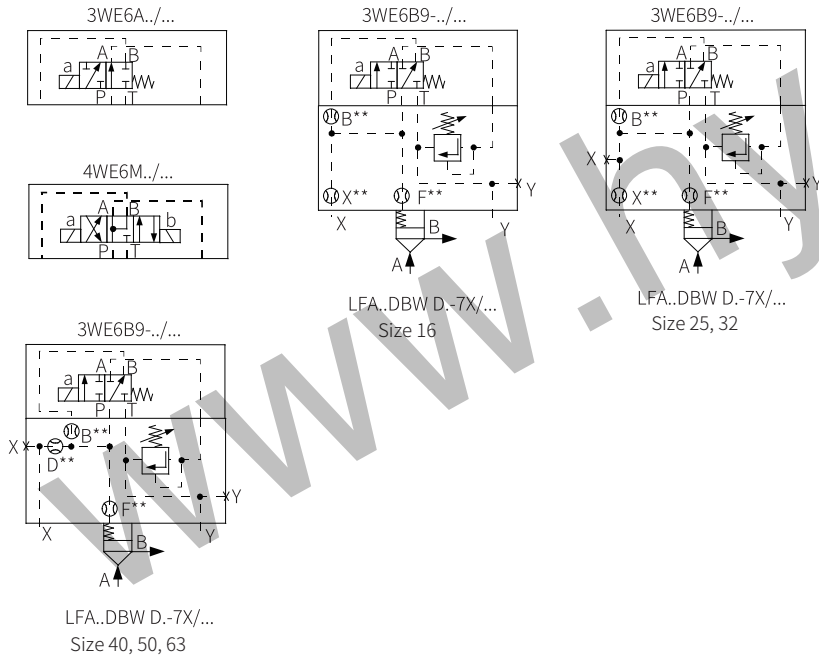 3WE6A../...
A
B
a
P
T
4WE6M../...
A
B
a
b
P
T
3WE6B9-../...
A
B
a
P
T
B**
X**
F**
Y
X
Y
B
A
LFA..DBW D.-7X/...
Size 16
3WE6B9-../...
A
B
a
P
T
B**
X
X**
F**
Y
X
Y
B
A
LFA..DBW D.-7X/...
Size 25, 32
3WE6B9-../...
A
B
a
P
T
B**
X
D**
Y
F**
X
Y
B
A
LFA..DBW D.-7X/...
Size 40, 50, 63
www.hy